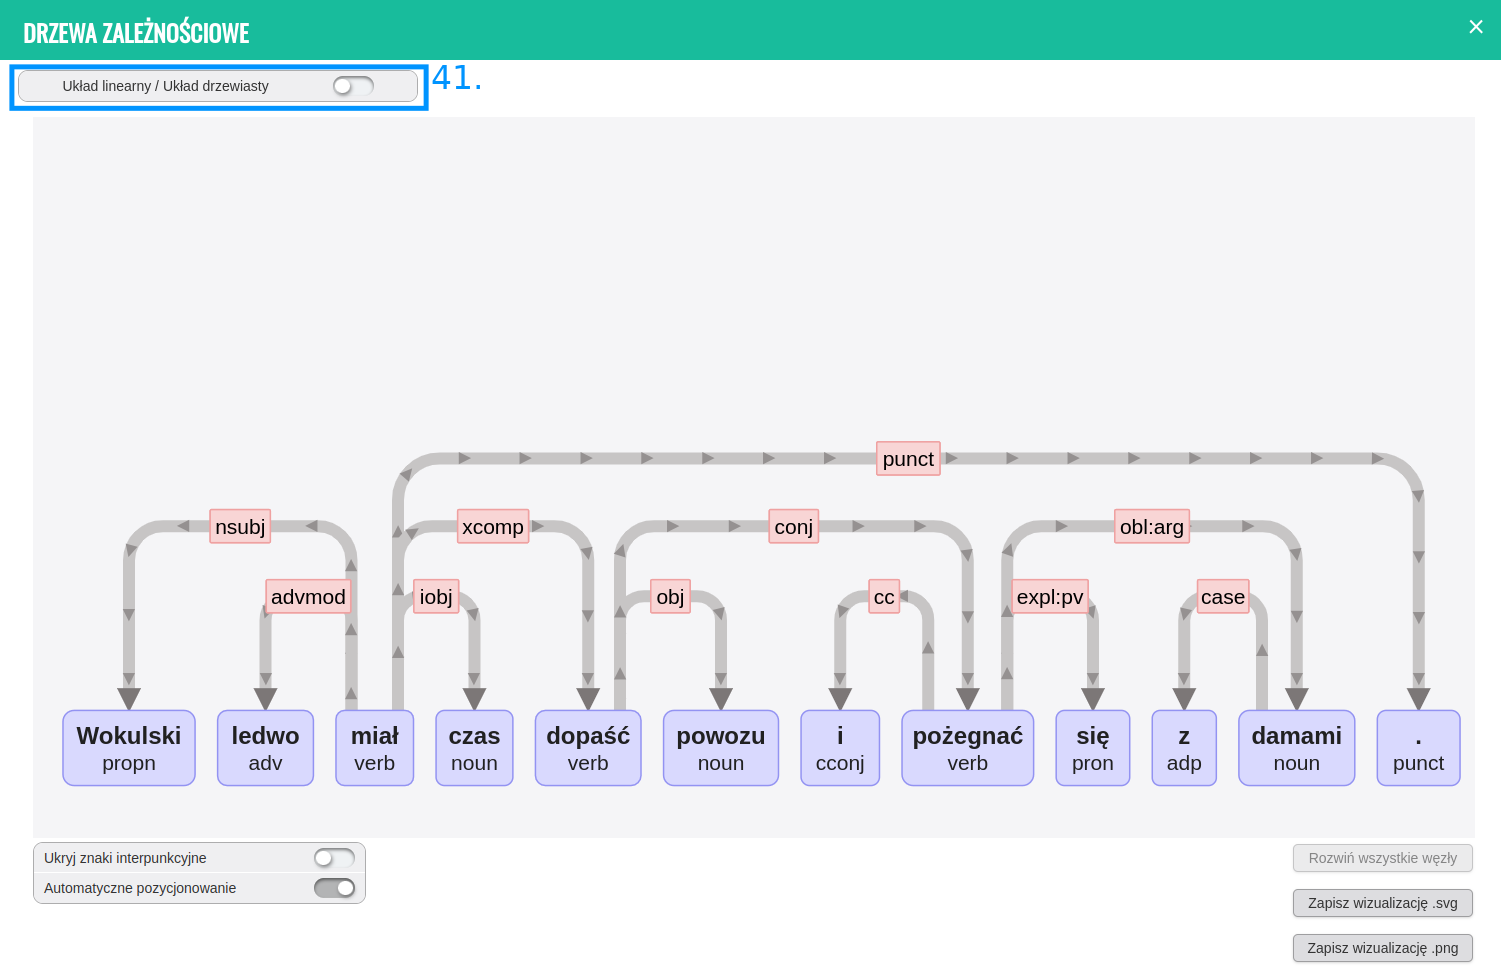 DRZEWA ZALEŻNOŚCIOWE
×
Układ linearny / Układ drzewiasty
41.
punct
nsubj xcomp conj obl:arg
advmod iobj obj cc expl:pv case
Wokulski ledwo miał czas dopaść powozu i pożegnać się z damami .
propn adv verb noun verb noun cconj verb pron adp noun punct
Ukryj znaki interpunkcyjne
Automatyczne pozycjonowanie
Rozwiń wszystkie węzły
Zapisz wizualizację .svg
Zapisz wizualizację .png